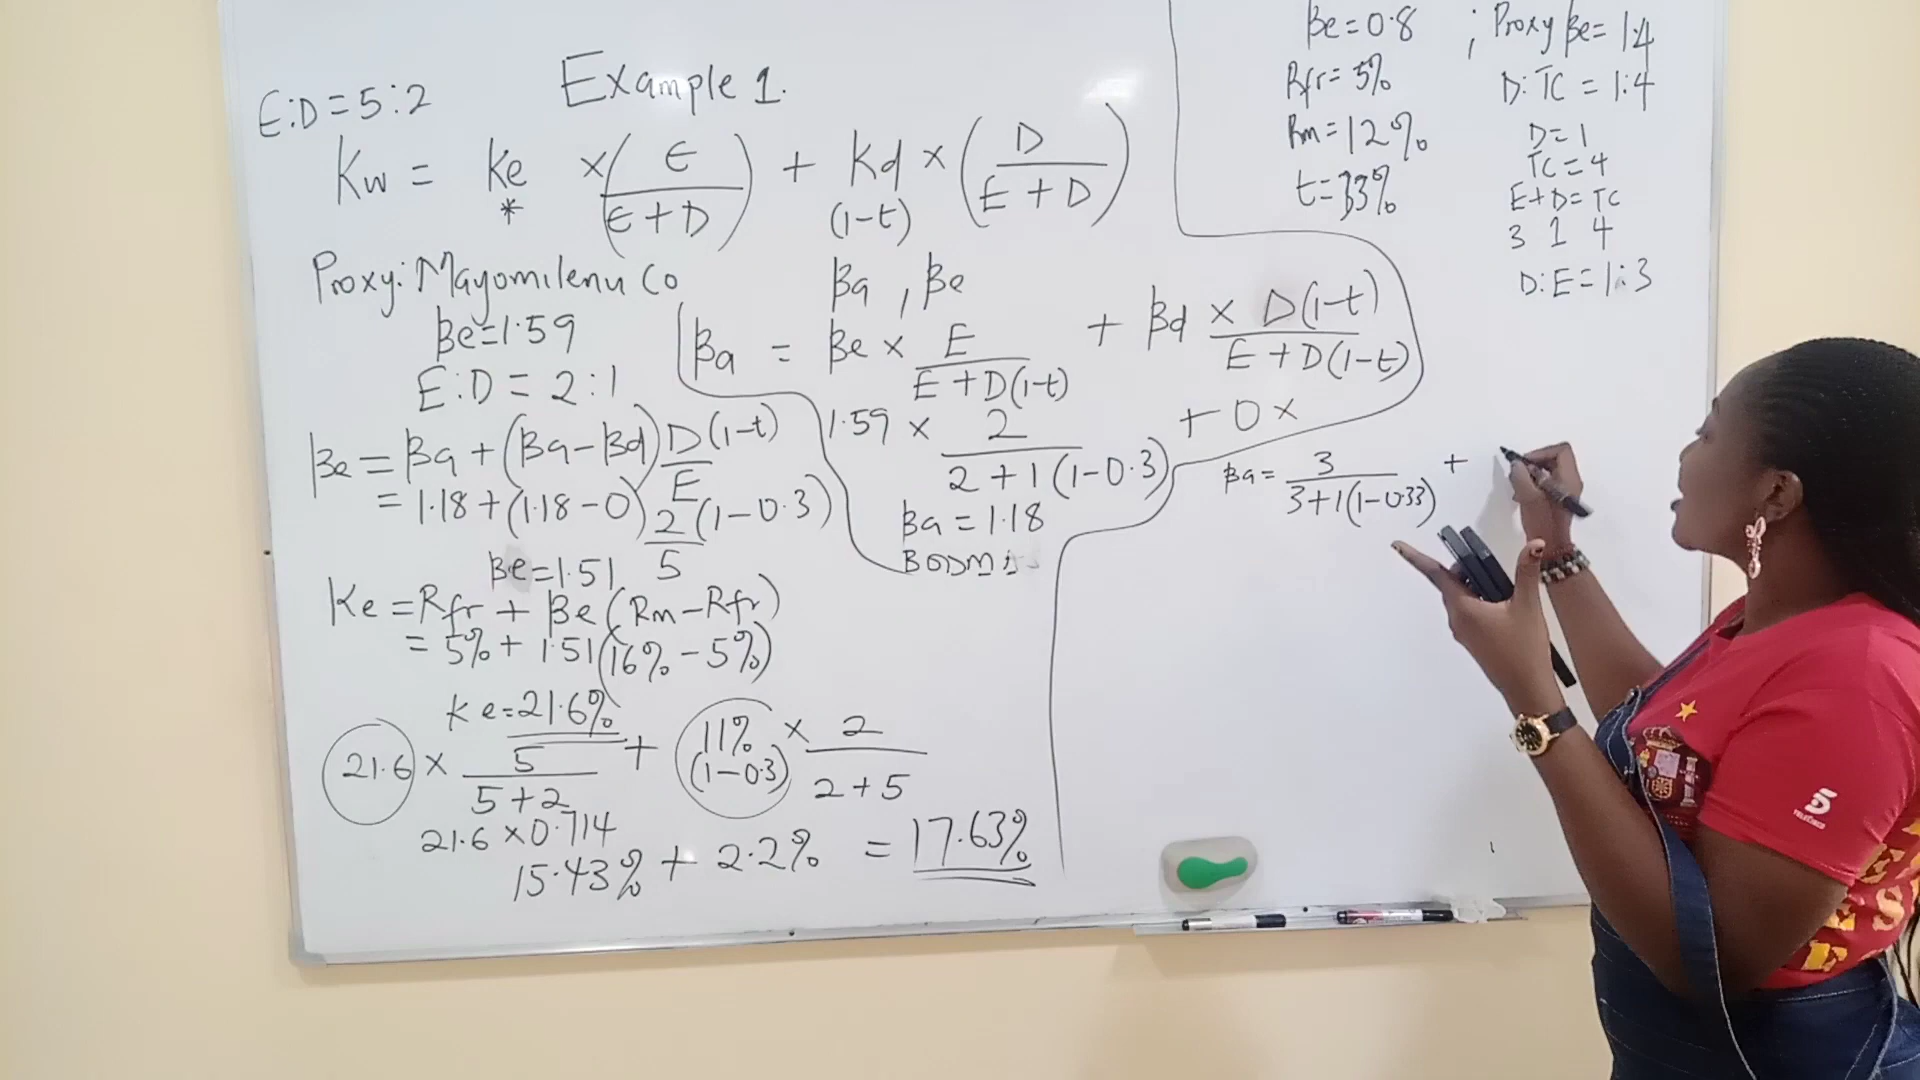 E:D = 5:2
Example 1.
Kw = Ke × (E / E + D) + Kd × (D / E + D)
* (1-t)
Proxy: Mayomilenu Co
βa , βe
βe = 1.59
E:D = 2:1
βa = βe × E / E + D(1-t) + βd × D(1-t) / E + D(1-t)
1.59 × 2 / 2 + 1(1-0.3) + 0 ×
βa = 1.18
βe = βa + (βa - βd) D(1-t) / E
= 1.18 + (1.18 - 0) 2(1-0.3) / 5
βe = 1.51
Ke = Rfr + βe (Rm - Rfr)
= 5% + 1.51(16% - 5%)
Ke = 21.6%
21.6 × 5 / 5 + 2 + 11% (1-0.3) × 2 / 2 + 5
21.6 × 0.714
15.43% + 2.2% = 17.63%
βe = 0.8 ; Proxy βe = 1.4
Rfr = 5%
Rm = 12%
t = 33%
D:TC = 1:4
D = 1
TC = 4
E + D = TC
3 1 4
D:E = 1:3
βa = 3 / 3 + 1(1-0.33) +
5
TELECINCO